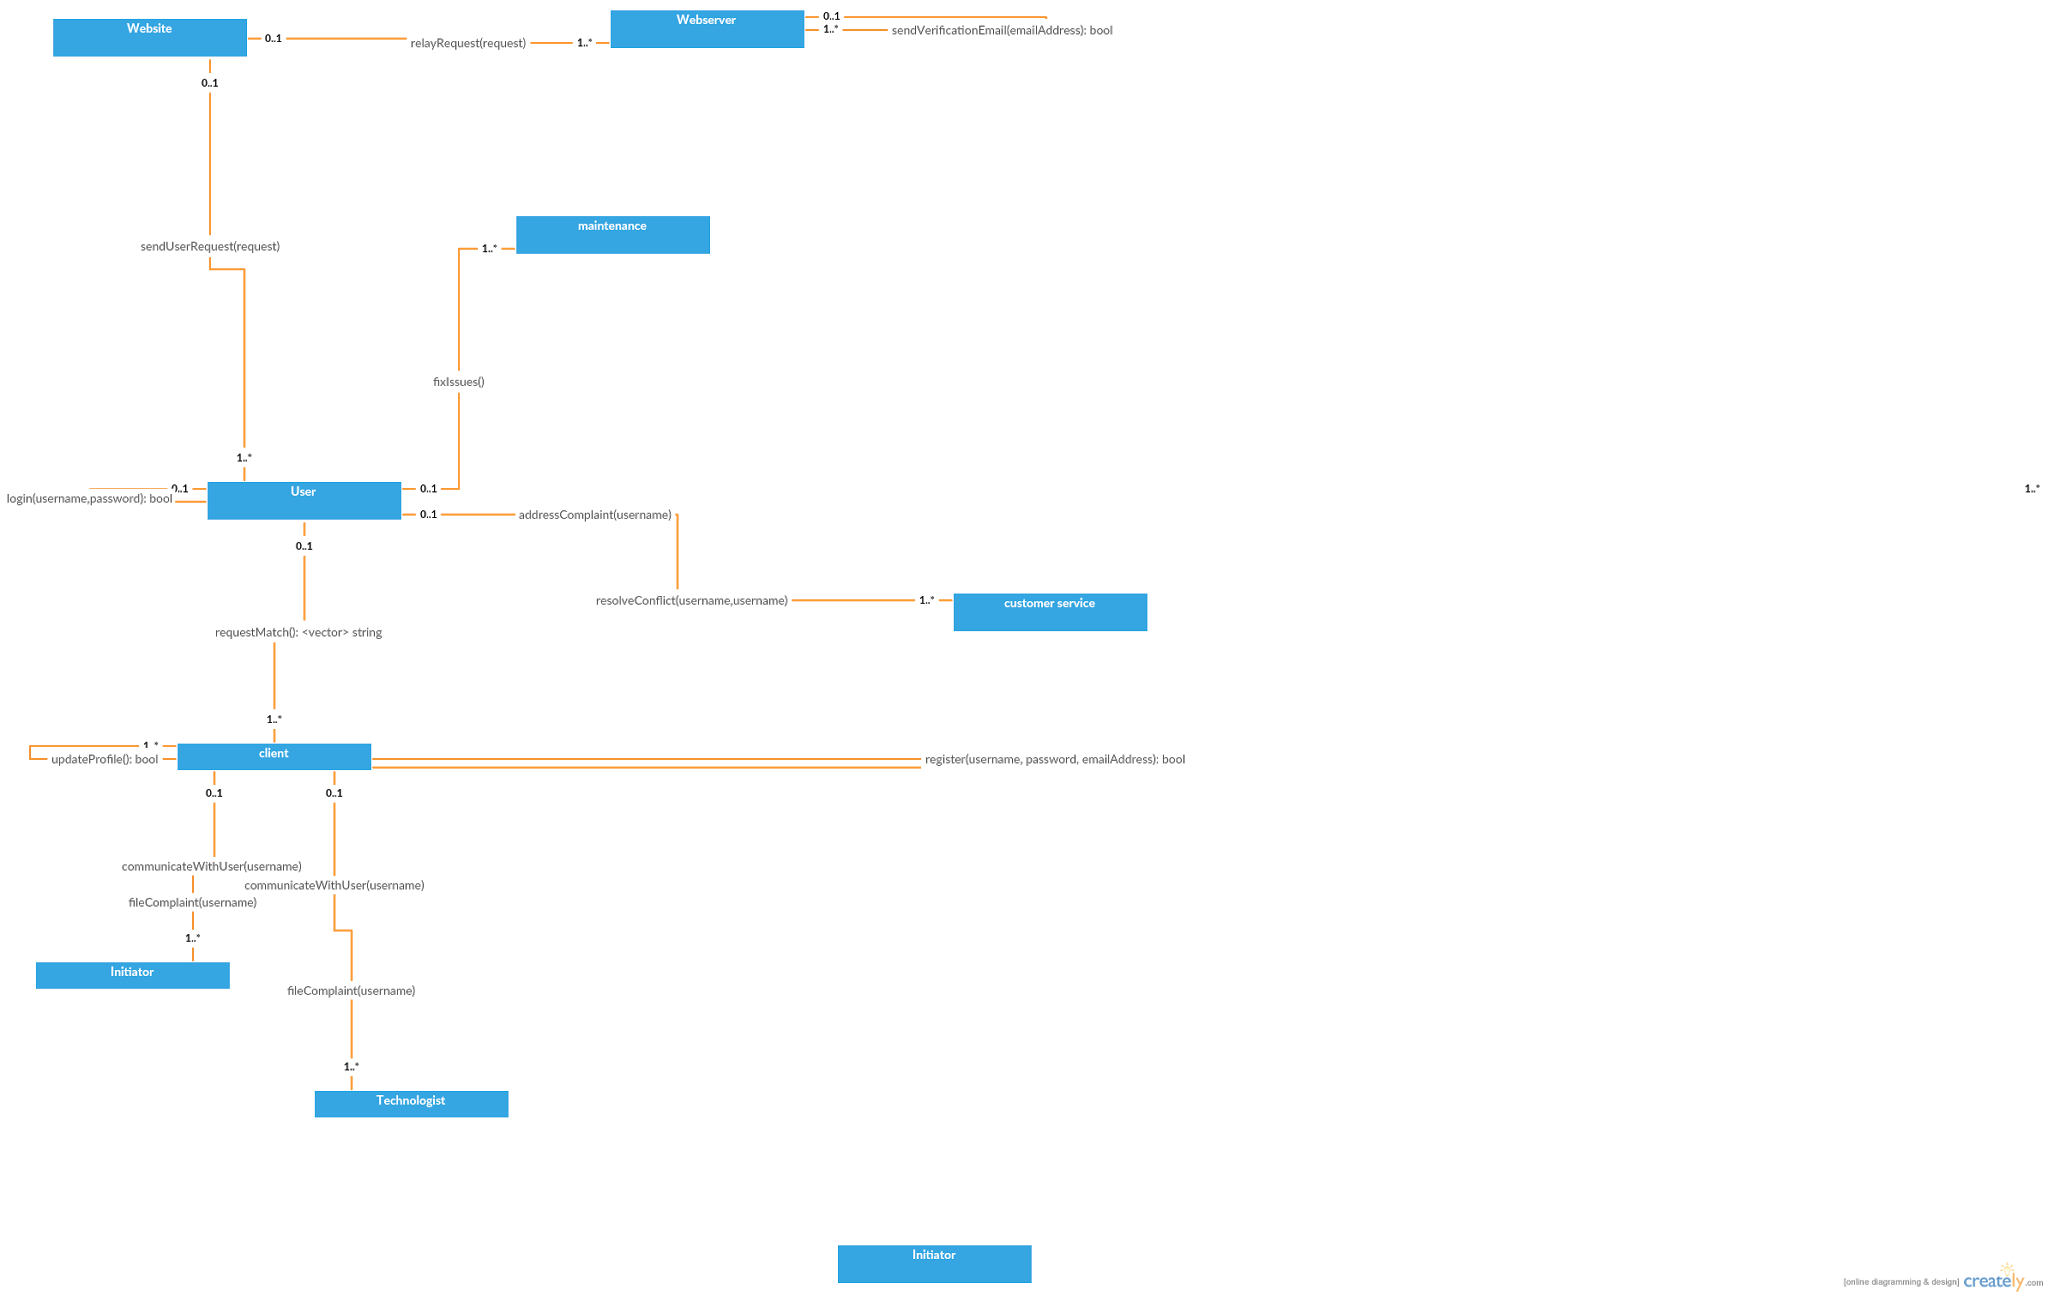 Website
0..1
relayRequest(request)
1..*
Webserver
0..1
1..*
sendVerificationEmail(emailAddress): bool
0..1
sendUserRequest(request)
1..*
maintenance
1..*
fixIssues()
0..1
login(username,password): bool
0..1
User
0..1
0..1
addressComplaint(username)
1..*
resolveConflict(username,username)
1..*
customer service
0..1
requestMatch(): <vector> string
1..*
1..*
updateProfile(): bool
client
register(username, password, emailAddress): bool
0..1
0..1
communicateWithUser(username)
communicateWithUser(username)
fileComplaint(username)
1..*
Initiator
fileComplaint(username)
1..*
Technologist
Initiator
[online diagramming & design] creately.com